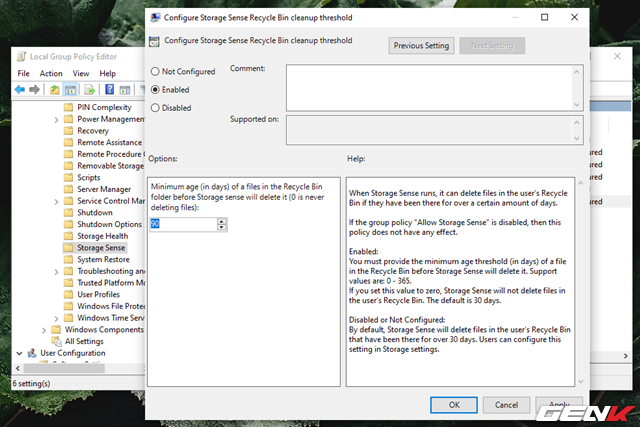 Configure Storage Sense Recycle Bin cleanup threshold
Configure Storage Sense Recycle Bin cleanup threshold
Previous Setting
Next Setting
Not Configured
Enabled
Disabled
Comment:
Supported on:
Options:
Help:
Minimum age (in days) of a files in the Recycle Bin
folder before Storage sense will delete it (0 is never
deleting files):
90
When Storage Sense runs, it can delete files in the user's Recycle
Bin if they have been there for over a certain amount of days.
If the group policy "Allow Storage Sense" is disabled, then this
policy does not have any effect.
Enabled:
You must provide the minimum age threshold (in days) of a file
in the Recycle Bin before Storage Sense will delete it. Support
values are: 0 - 365.
If you set this value to zero, Storage Sense will not delete files in
the user's Recycle Bin. The default is 30 days.
Disabled or Not Configured:
By default, Storage Sense will delete files in the user's Recycle Bin
that have been there for over 30 days. Users can configure this
setting in Storage settings.
OK
Cancel
Apply
Local Group Policy Editor
File Action View Help
PIN Complexity
Power Management
Recovery
Remote Assistance
Remote Procedure C
Removable Storage
Scripts
Server Manager
Service Control Man
Shutdown
Shutdown Options
Storage Health
Storage Sense
System Restore
Troubleshooting and
Trusted Platform Mo
User Profiles
Windows File Protec
Windows Time Servi
Windows Components
All Settings
User Configuration
6 setting(s)
ured
ured
ured
ured
ured
GENK